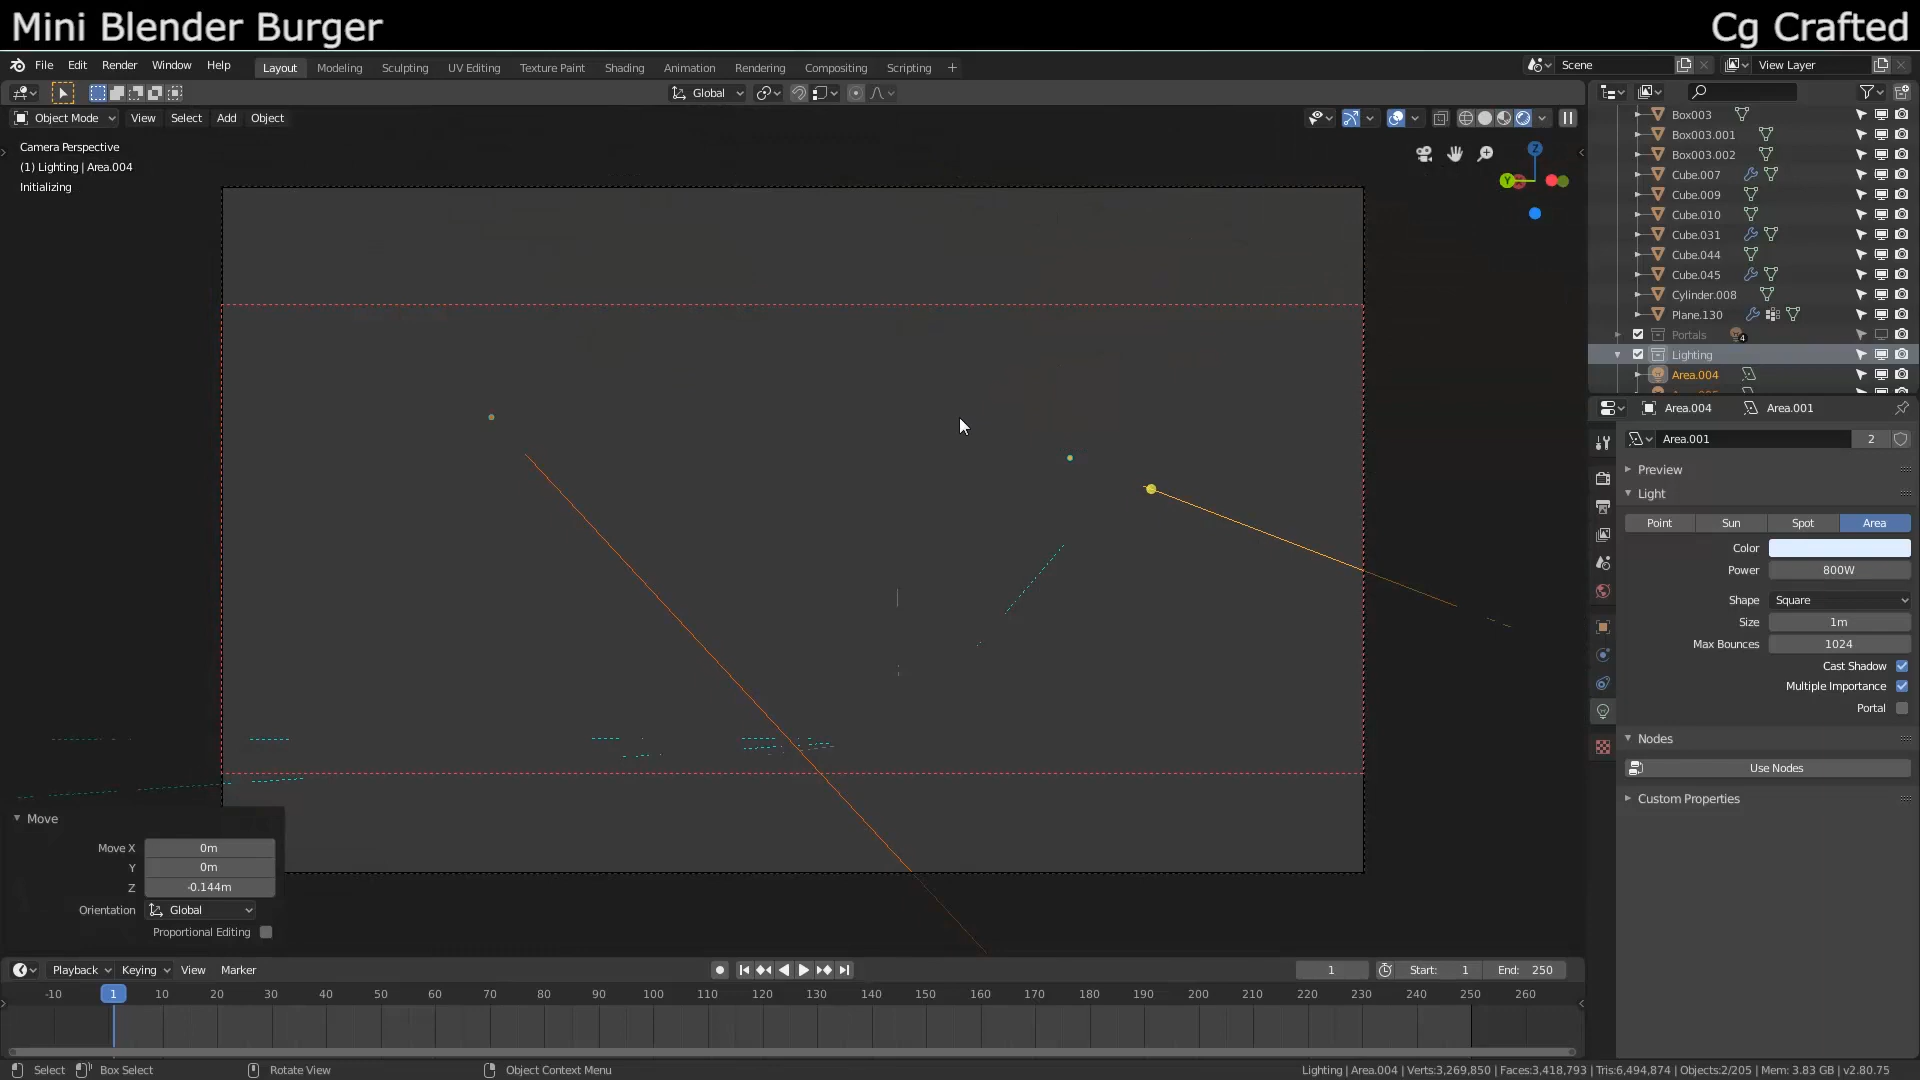 Mini Blender Burger
Cg Crafted
File Edit Render Window Help
Layout Modeling Sculpting UV Editing Texture Paint Shading Animation Rendering Compositing Scripting +
Scene
View Layer
Global
Object Mode View Select Add Object
Camera Perspective
(1) Lighting | Area.004
Initializing
Z
Y
Box003
Box003.001
Box003.002
Cube.007
Cube.009
Cube.010
Cube.031
Cube.044
Cube.045
Cylinder.008
Plane.130
Portals 4
Lighting
Area.004
Area.004 Area.001
Area.001 2
Preview
Light
Point Sun Spot Area
Color
Power 800W
Shape Square
Size 1m
Max Bounces 1024
Cast Shadow
Multiple Importance
Portal
Nodes
Use Nodes
Custom Properties
Move
Move X 0m
Y 0m
Z -0.144m
Orientation Global
Proportional Editing
Playback Keying View Marker
1 Start: 1 End: 250
-10 1 10 20 30 40 50 60 70 80 90 100 110 120 130 140 150 160 170 180 190 200 210 220 230 240 250 260
Select Box Select Rotate View Object Context Menu
Lighting | Area.004 | Verts:3,269,850 | Faces:3,418,793 | Tris:6,494,874 | Objects:2/205 | Mem: 3.83 GB | v2.80.75